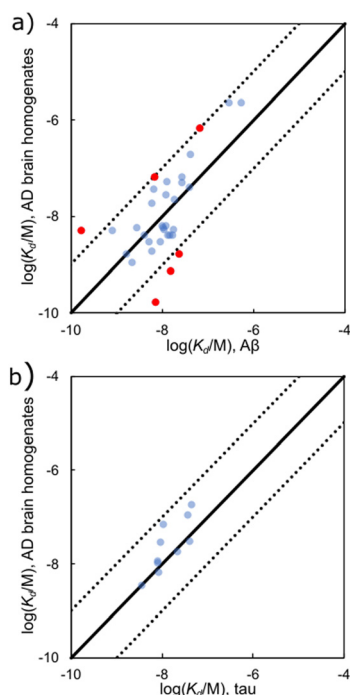 a)
-4
-6
-8
-10
log(Kd/M), AD brain homogenates
-10 -8 -6 -4
log(Kd/M), Aβ
b)
-4
-6
-8
-10
log(Kd/M), AD brain homogenates
-10 -8 -6 -4
log(Kd/M), tau